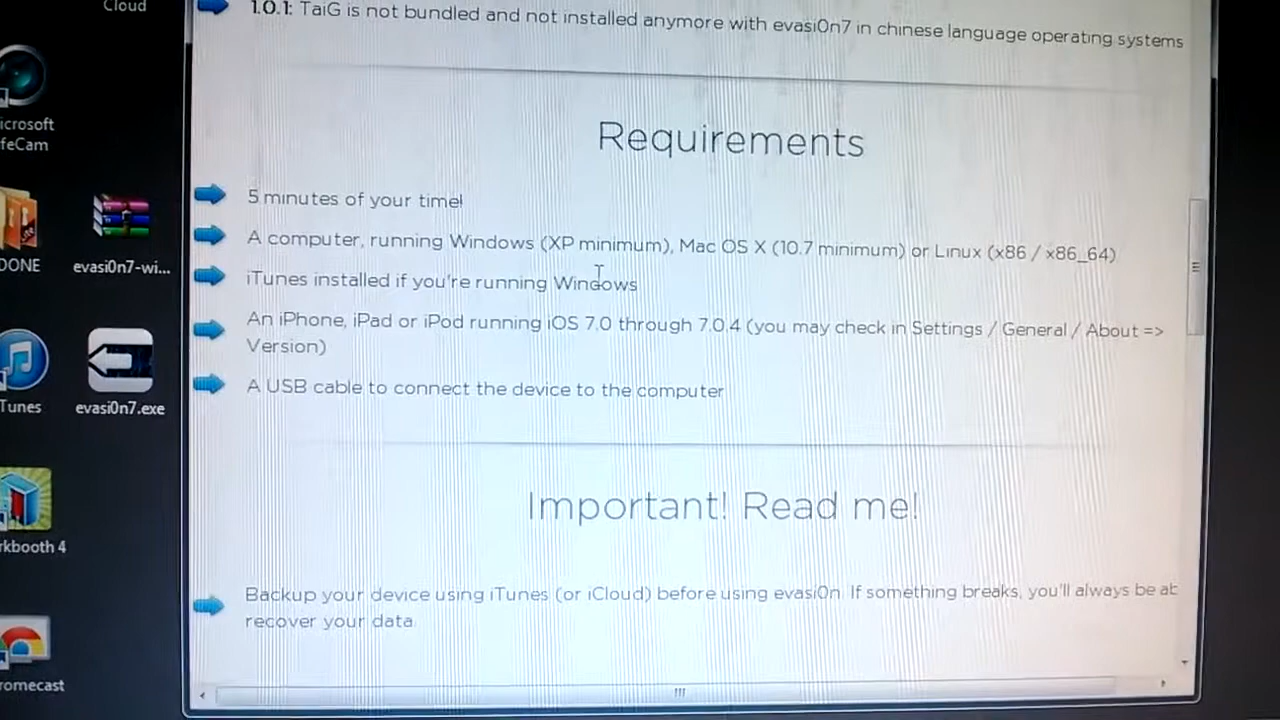 Cloud
1.0.1: TaiG is not bundled and not installed anymore with evasi0n7 in chinese language operating systems
Requirements
icrosoft
feCam
5 minutes of your time!
A computer, running Windows (XP minimum), Mac OS X (10.7 minimum) or Linux (x86 / x86_64)
DONE
evasi0n7-wi...
iTunes installed if you're running Windows
An iPhone, iPad or iPod running iOS 7.0 through 7.0.4 (you may check in Settings / General / About =>
Version)
A USB cable to connect the device to the computer
Tunes
evasi0n7.exe
Important! Read me!
rkbooth 4
Backup your device using iTunes (or iCloud) before using evasi0n. If something breaks, you'll always be ab
recover your data.
romecast